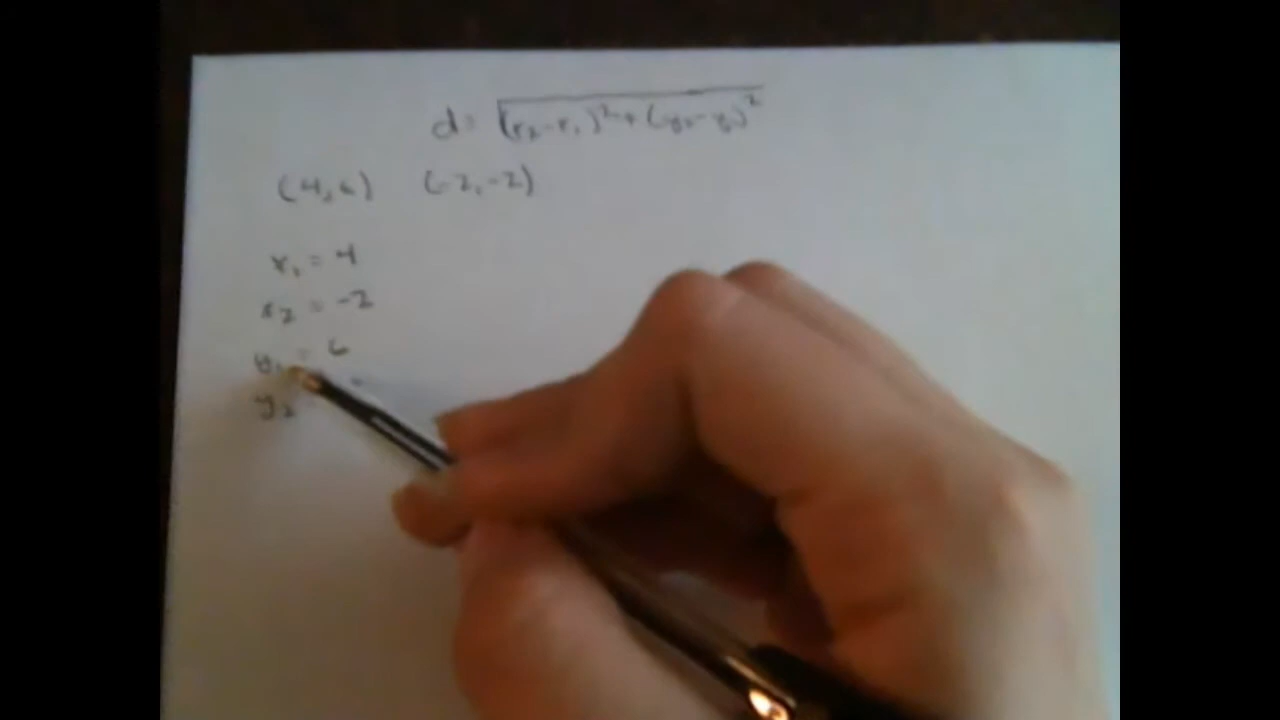 d = √(x₂-x₁)²+(y₂-y₁)²
(4,6) (-2,-2)
x₁ = 4
x₂ = -2
y₁ = 6
y₂